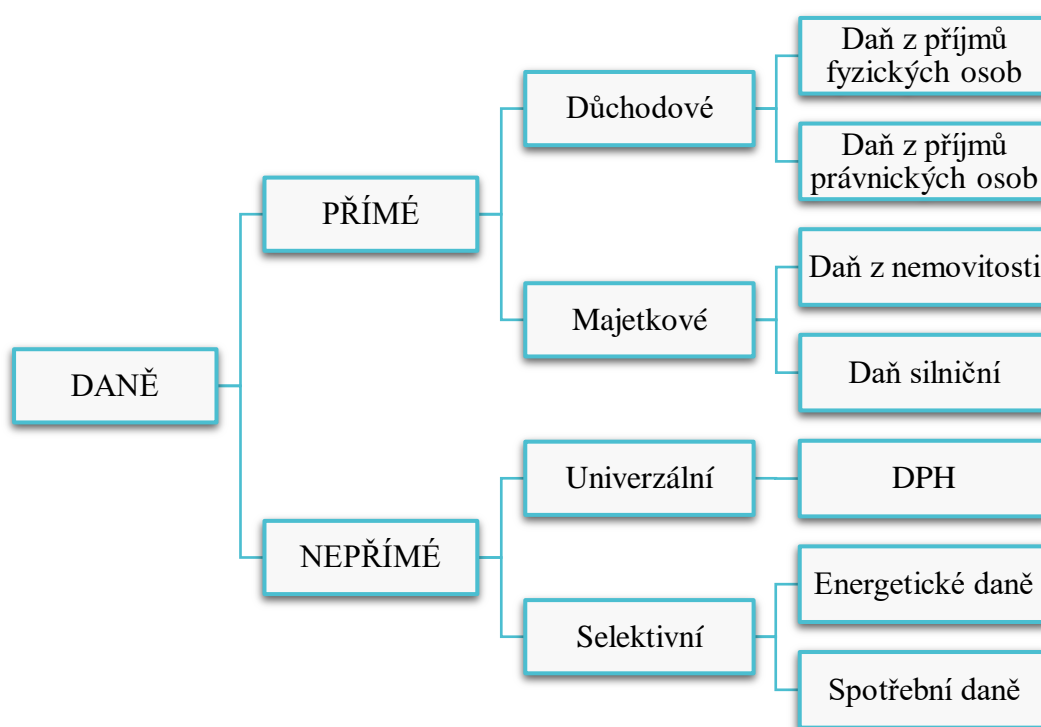 DANĚ
PŘÍMÉ
Důchodové
Daň z příjmů
fyzických osob
Daň z příjmů
právnických osob
Majetkové
Daň z nemovitosti
Daň silniční
NEPŘÍMÉ
Univerzální
DPH
Selektivní
Energetické daně
Spotřební daně